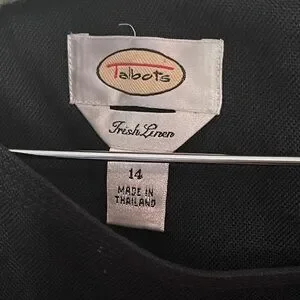 Talbots
Irish Linen
14
MADE IN
THAILAND